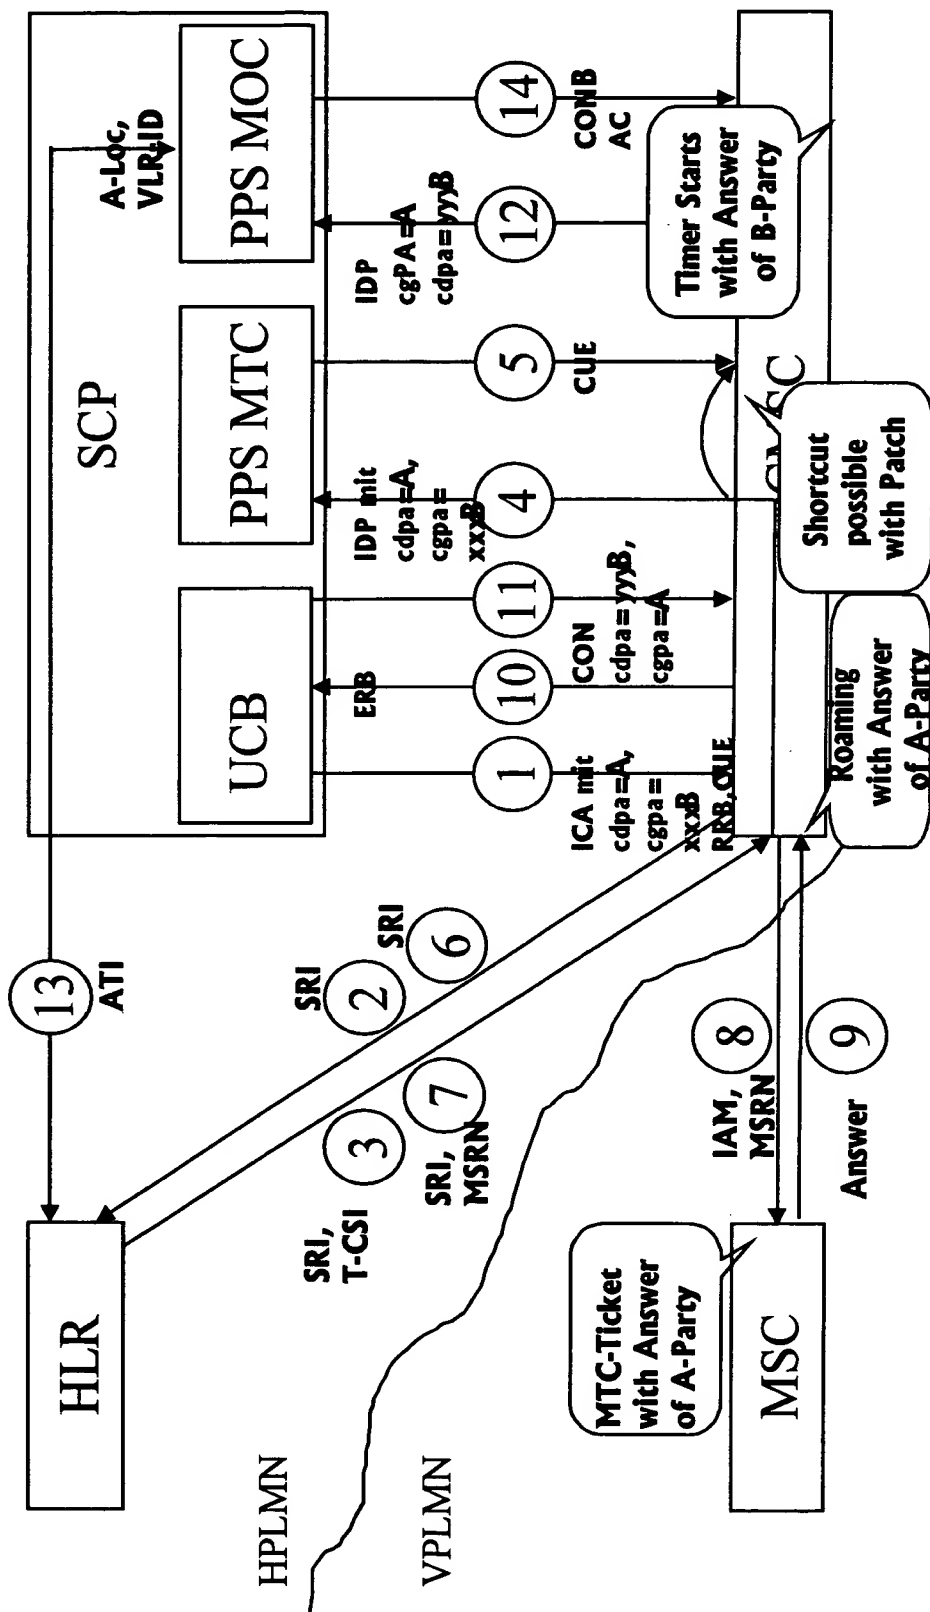 HLR
13
ATI
SCP
A-Loc,
VLR-ID
UCB
PPS MTC
PPS MOC
HPLMN
VPLMN
SRI
2
SRI
6
3
SRI,
T-CSI
7
SRI,
MSRN
1
ICA mit
cdpa=A,
cgpa=
xxxB
RRB,CUE
ERB
10
11
CON
cdpa=yyyB,
cgpa=A
IDP mit
cdpa=A,
cgpa=
xxxB
4
5
CUE
IDP
cgPA=A
cdpa=yyyB
12
14
CONB
AC
Timer Starts
with Answer
of B-Party
Shortcut
possible
with Patch
Roaming
with Answer
of A-Party
MTC-Ticket
with Answer
of A-Party
IAM,
MSRN
8
9
Answer
MSC